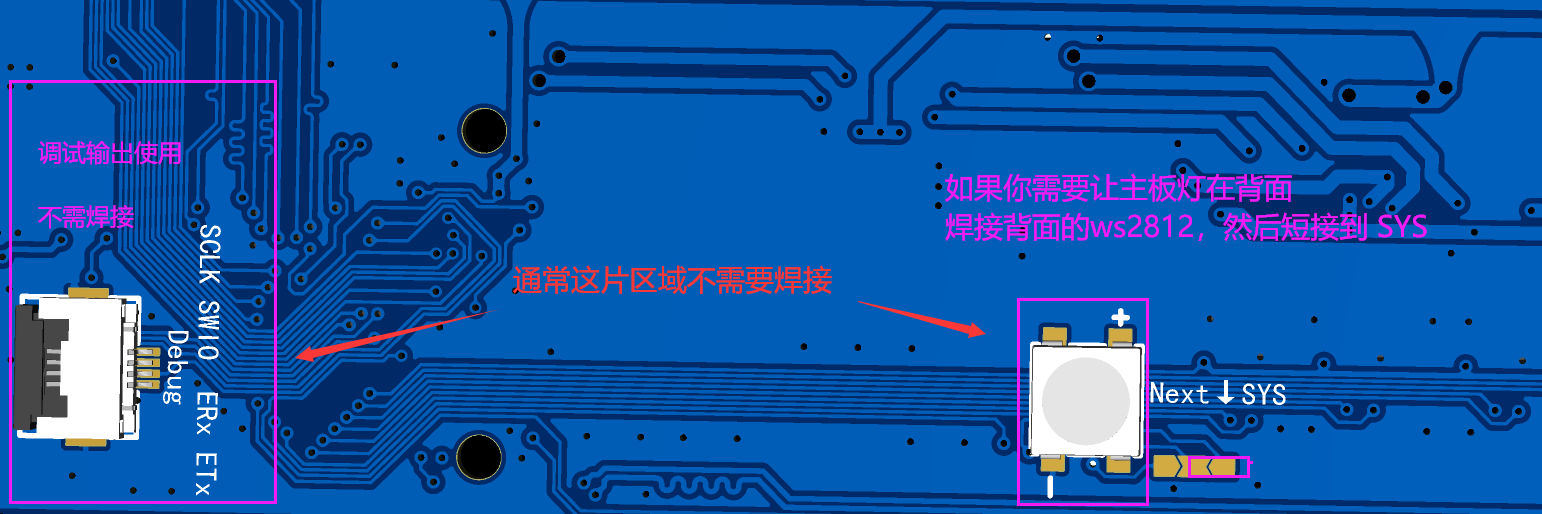 调试输出使用
不需焊接
如果你需要让主板灯在背面
焊接背面的ws2812，然后短接到 SYS
通常这片区域不需要焊接
SCLK SWIO ERx ETx
Debug
+
Next↓SYS